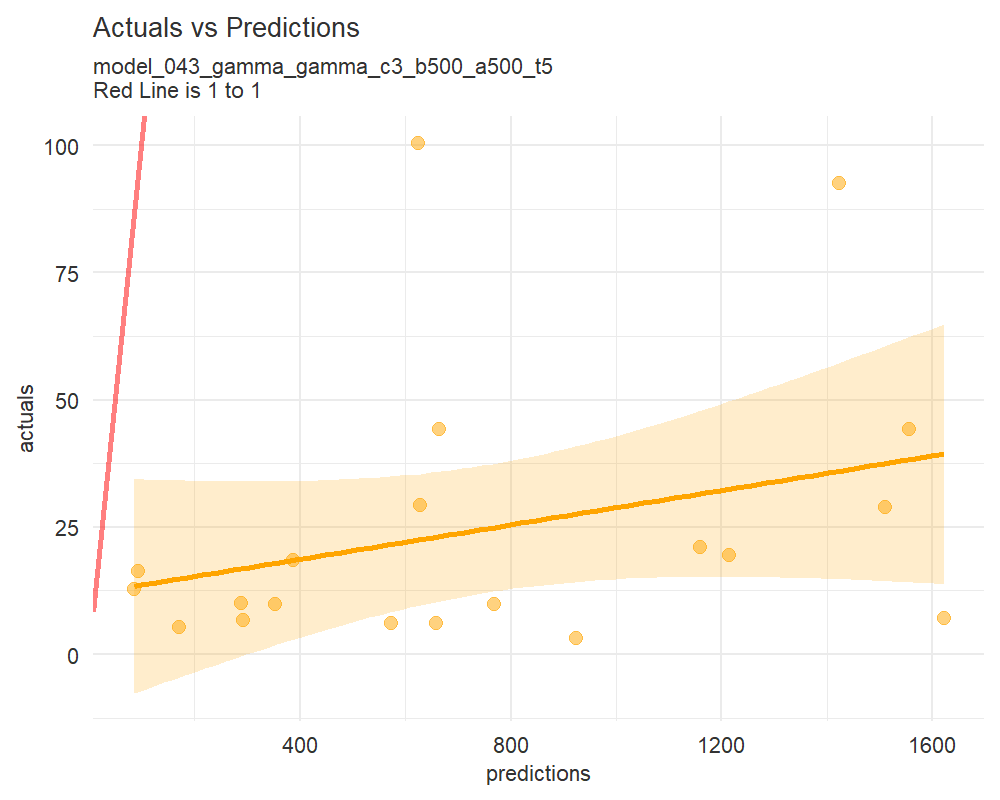 Actuals vs Predictions
model_043_gamma_gamma_c3_b500_a500_t5
Red Line is 1 to 1
100
75
50
25
0
actuals
400 800 1200 1600
predictions